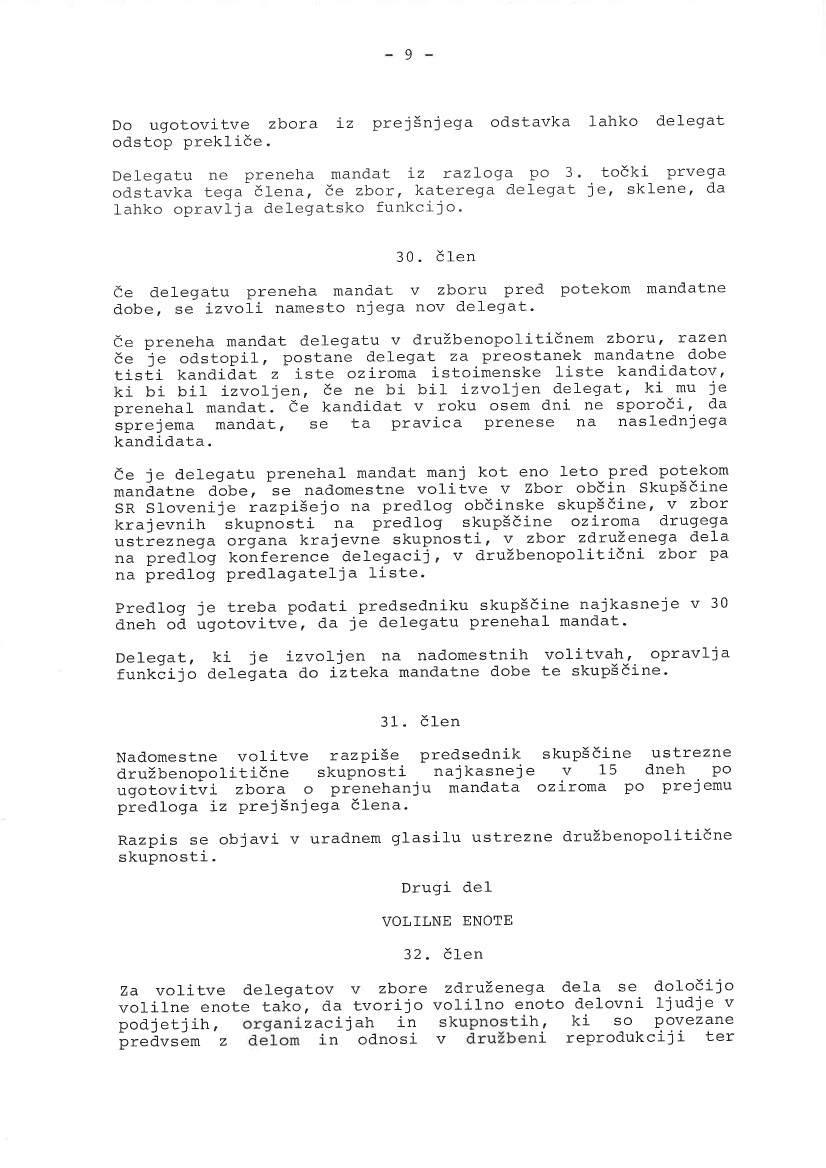 - 9 -
Do ugotovitve zbora iz prejšnjega odstavka lahko delegat
odstop prekliče.
Delegatu ne preneha mandat iz razloga po 3. točki prvega
odstavka tega člena, če zbor, katerega delegat je, sklene, da
lahko opravlja delegatsko funkcijo.
30. člen
Če delegatu preneha mandat v zboru pred potekom mandatne
dobe, se izvoli namesto njega nov delegat.
Če preneha mandat delegatu v družbenopolitičnem zboru, razen
če je odstopil, postane delegat za preostanek mandatne dobe
tisti kandidat z iste oziroma istoimenske liste kandidatov,
ki bi bil izvoljen, če ne bi bil izvoljen delegat, ki mu je
prenehal mandat. Če kandidat v roku osem dni ne sporoči, da
sprejema mandat, se ta pravica prenese na naslednjega
kandidata.
Če je delegatu prenehal mandat manj kot eno leto pred potekom
mandatne dobe, se nadomestne volitve v Zbor občin Skupščine
SR Slovenije razpišejo na predlog občinske skupščine, v zbor
krajevnih skupnosti na predlog skupščine oziroma drugega
ustreznega organa krajevne skupnosti, v zbor združenega dela
na predlog konference delegacij, v družbenopolitični zbor pa
na predlog predlagatelja liste.
Predlog je treba podati predsedniku skupščine najkasneje v 30
dneh od ugotovitve, da je delegatu prenehal mandat.
Delegat, ki je izvoljen na nadomestnih volitvah, opravlja
funkcijo delegata do izteka mandatne dobe te skupščine.
31. člen
Nadomestne volitve razpiše predsednik skupščine ustrezne
družbenopolitične skupnosti najkasneje v 15 dneh po
ugotovitvi zbora o prenehanju mandata oziroma po prejemu
predloga iz prejšnjega člena.
Razpis se objavi v uradnem glasilu ustrezne družbenopolitične
skupnosti.
Drugi del
VOLILNE ENOTE
32. člen
Za volitve delegatov v zbore združenega dela se določijo
volilne enote tako, da tvorijo volilno enoto delovni ljudje v
podjetjih, organizacijah in skupnostih, ki so povezane
predvsem z delom in odnosi v družbeni reprodukciji ter